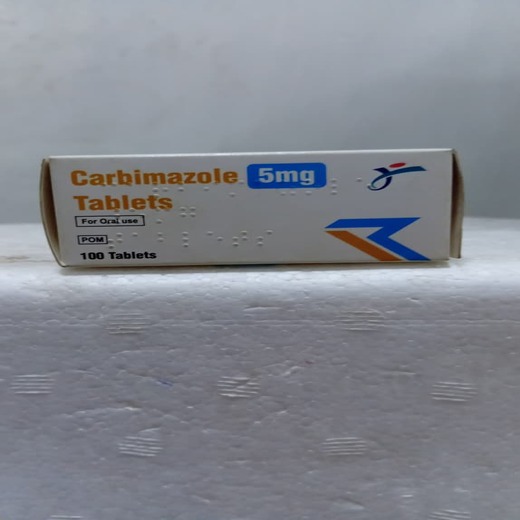 Carbimazole 5mg
Tablets
For Oral use
POM
100 Tablets